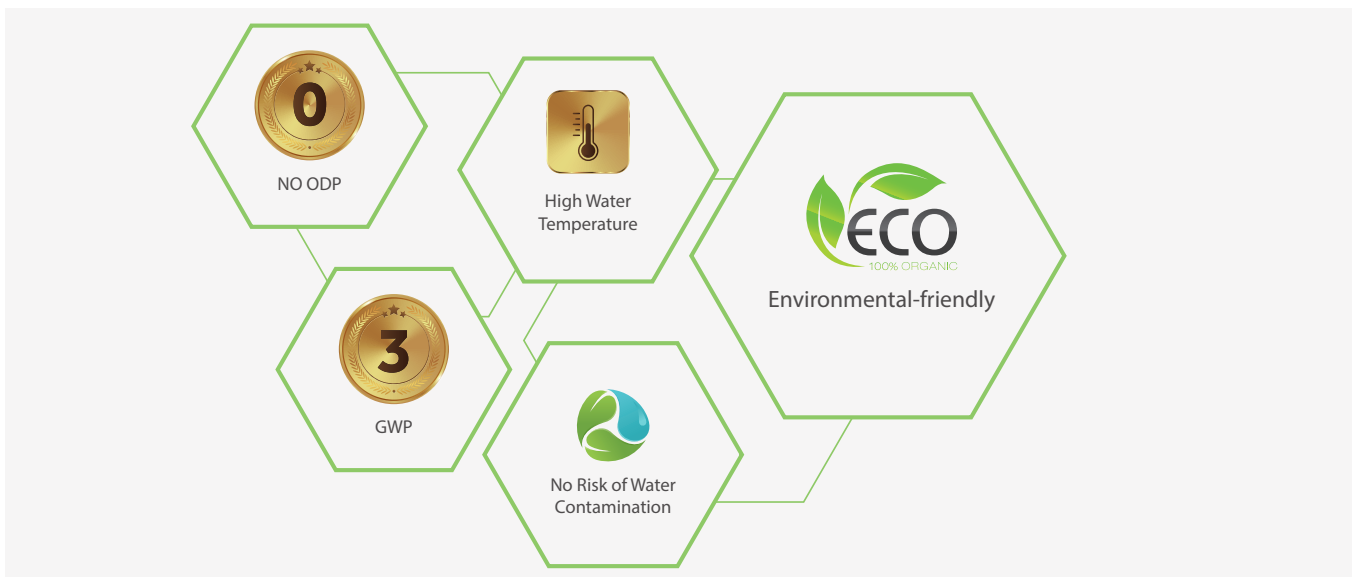 0
NO ODP
High Water
Temperature
ECO
100% ORGANIC
Environmental-friendly
3
GWP
No Risk of Water
Contamination